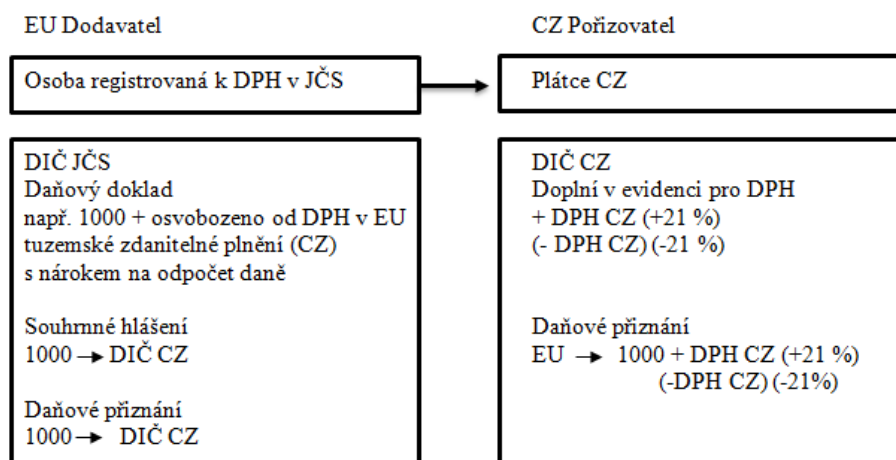 EU Dodavatel
Osoba registrovaná k DPH v JČS
DIČ JČS
Daňový doklad
např. 1000 + osvobozeno od DPH v EU
tuzemské zdanitelné plnění (CZ)
s nárokem na odpočet daně
Souhrnné hlášení
1000 → DIČ CZ
Daňové přiznání
1000 → DIČ CZ
CZ Pořizovatel
Plátce CZ
DIČ CZ
Doplní v evidenci pro DPH
+ DPH CZ (+21 %)
(- DPH CZ) (-21 %)
Daňové přiznání
EU → 1000 + DPH CZ (+21 %)
(-DPH CZ) (-21%)